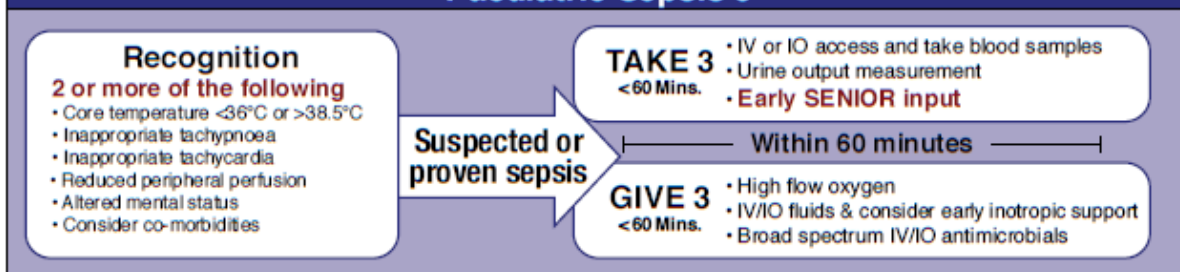 Paediatric Sepsis 6
Recognition
2 or more of the following
• Core temperature <36°C or >38.5°C
• Inappropriate tachypnoea
• Inappropriate tachycardia
• Reduced peripheral perfusion
• Altered mental status
• Consider co-morbidities
Suspected or
proven sepsis
TAKE 3
<60 Mins.
• IV or IO access and take blood samples
• Urine output measurement
• Early SENIOR input
Within 60 minutes
GIVE 3
<60 Mins.
• High flow oxygen
• IV/IO fluids & consider early inotropic support
• Broad spectrum IV/IO antimicrobials